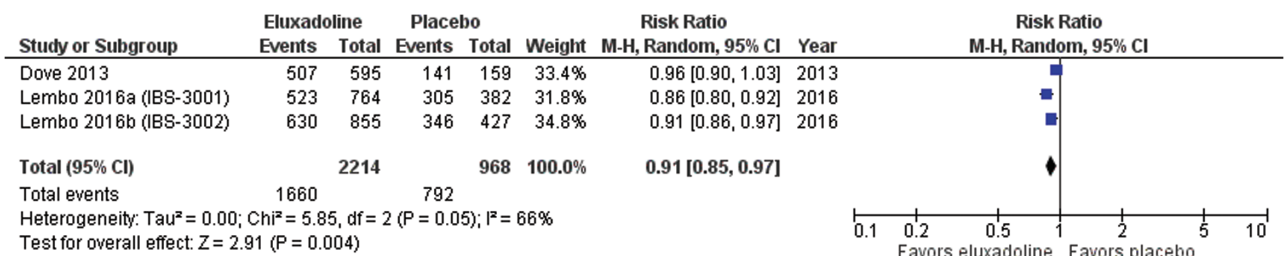 Eluxadoline Placebo Risk Ratio Risk Ratio
Study or Subgroup Events Total Events Total Weight M-H, Random, 95% CI Year M-H, Random, 95% CI
Dove 2013 507 595 141 159 33.4% 0.96 [0.90, 1.03] 2013
Lembo 2016a (IBS-3001) 523 764 305 382 31.8% 0.86 [0.80, 0.92] 2016
Lembo 2016b (IBS-3002) 630 855 346 427 34.8% 0.91 [0.86, 0.97] 2016
Total (95% CI) 2214 968 100.0% 0.91 [0.85, 0.97]
Total events 1660 792
Heterogeneity: Tau² = 0.00; Chi² = 5.85, df = 2 (P = 0.05); I² = 66%
Test for overall effect: Z = 2.91 (P = 0.004)
0.1 0.2 0.5 1 2 5 10
Favors eluxadoline Favors placebo